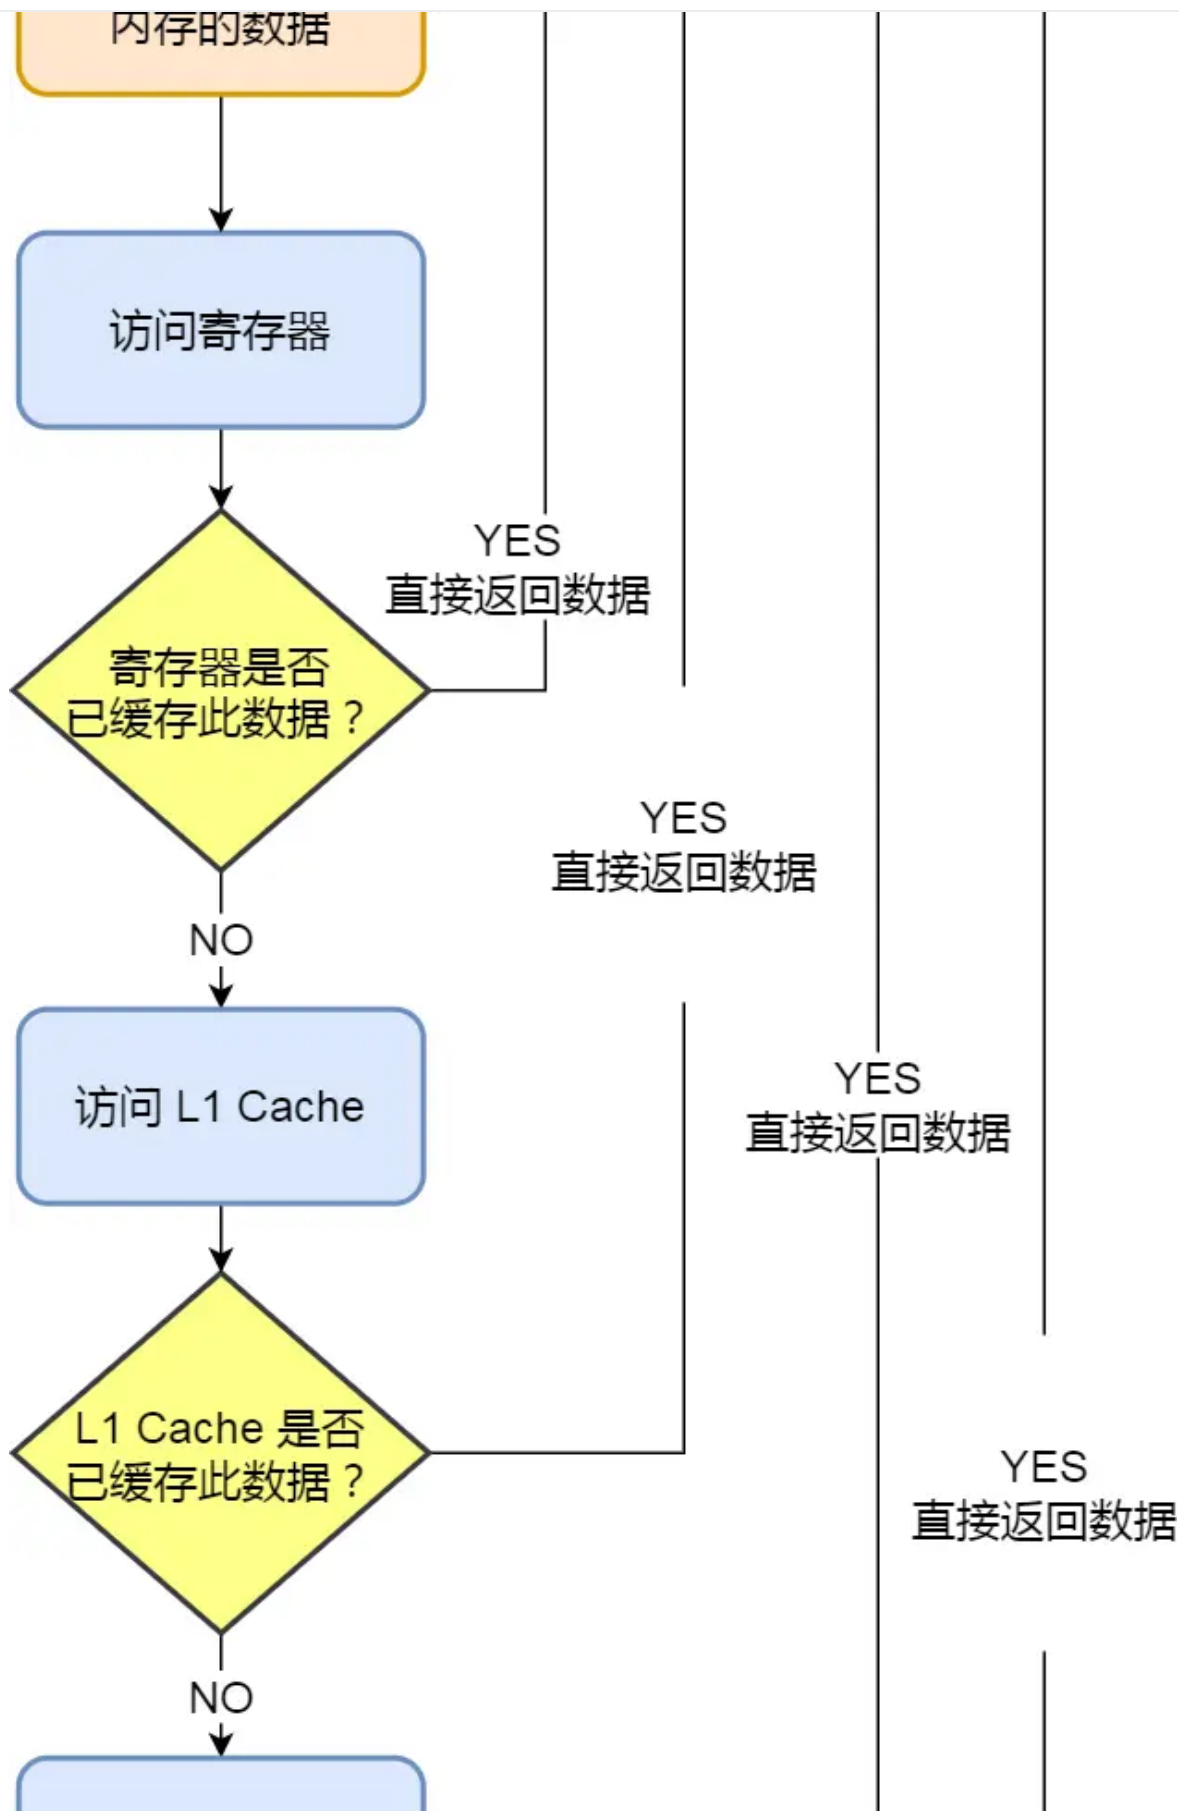 内存的数据
访问寄存器
YES
直接返回数据
寄存器是否
已缓存此数据？
YES
直接返回数据
NO
访问 L1 Cache
YES
直接返回数据
L1 Cache 是否
已缓存此数据？
YES
直接返回数据
NO